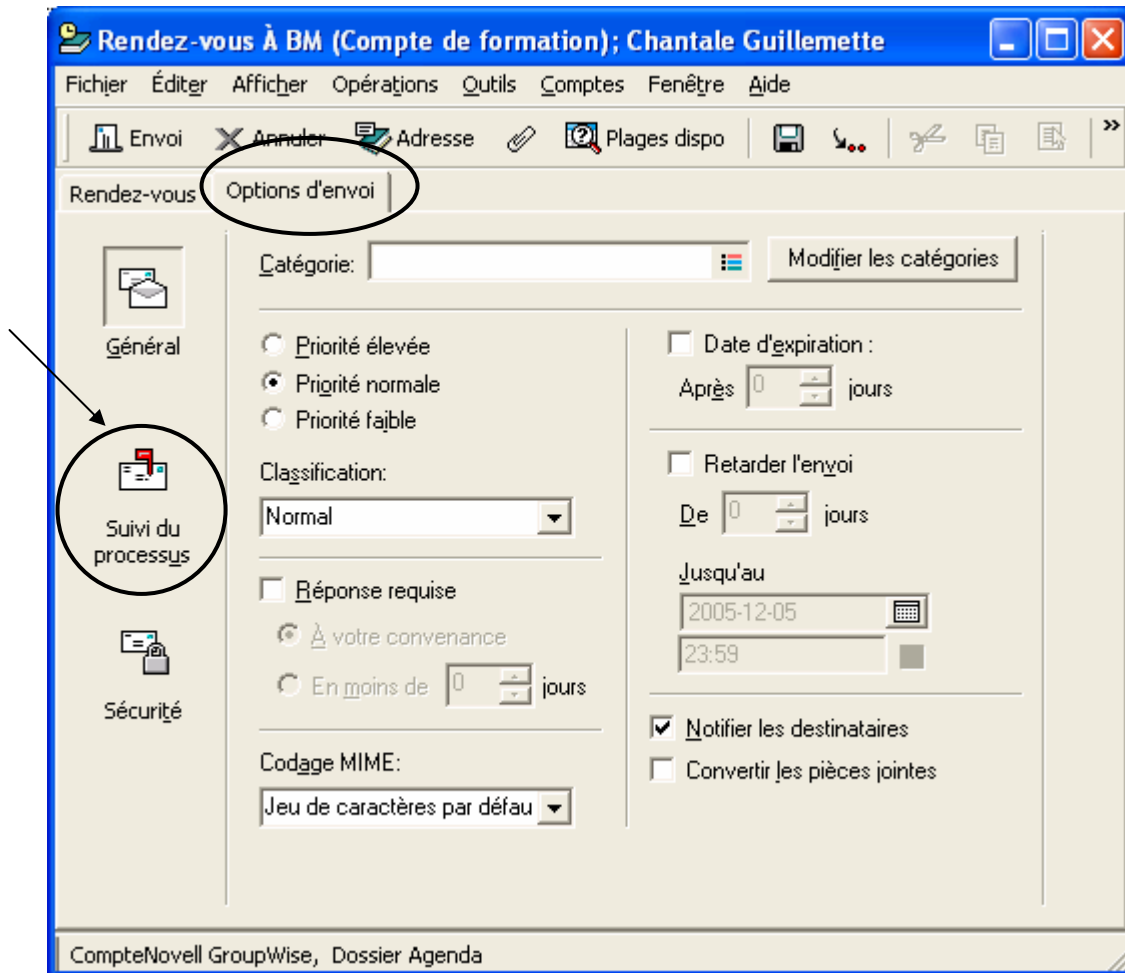 Rendez-vous À BM (Compte de formation); Chantale Guillemette
Fichier Éditer Afficher Opérations Outils Comptes Fenêtre Aide
Envoi Annuler Adresse Plages dispo »
Rendez-vous Options d'envoi
Catégorie: Modifier les catégories
Général
Priorité élevée
Priorité normale
Priorité faible
Date d'expiration :
Après 0 jours
Classification:
Normal
Retarder l'envoi
De 0 jours
Suivi du
processus
Jusqu'au
2005-12-05
23:59
Réponse requise
À votre convenance
En moins de 0 jours
Sécurité
Notifier les destinataires
Convertir les pièces jointes
Codage MIME:
Jeu de caractères par défau
CompteNovell GroupWise, Dossier Agenda